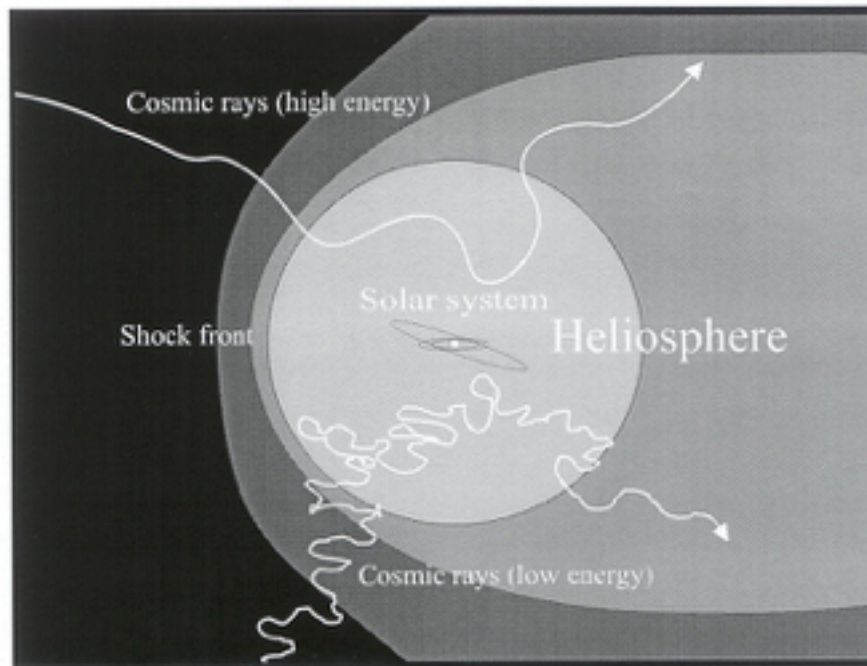 Cosmic rays (high energy)
Solar system
Shock front
Heliosphere
Cosmic rays (low energy)